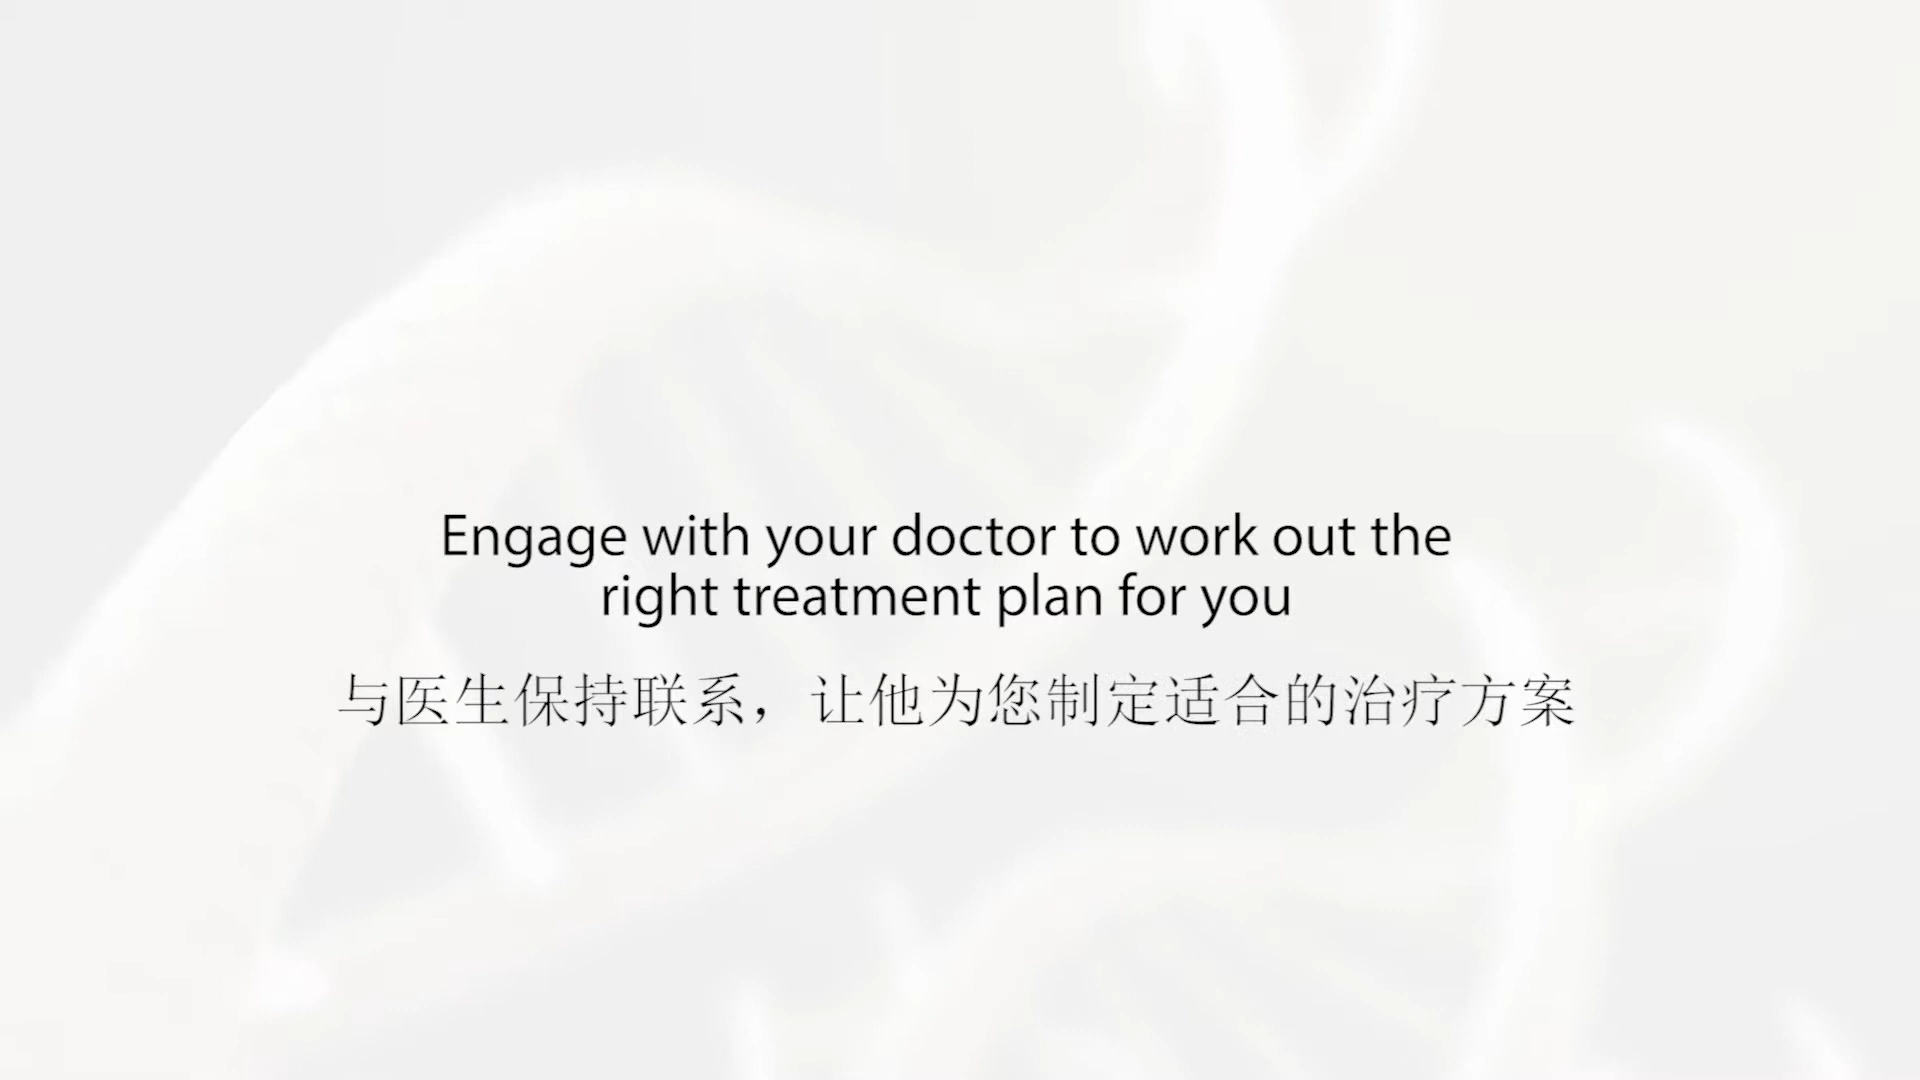 Engage with your doctor to work out the
right treatment plan for you
与医生保持联系，让他为您制定适合的治疗方案